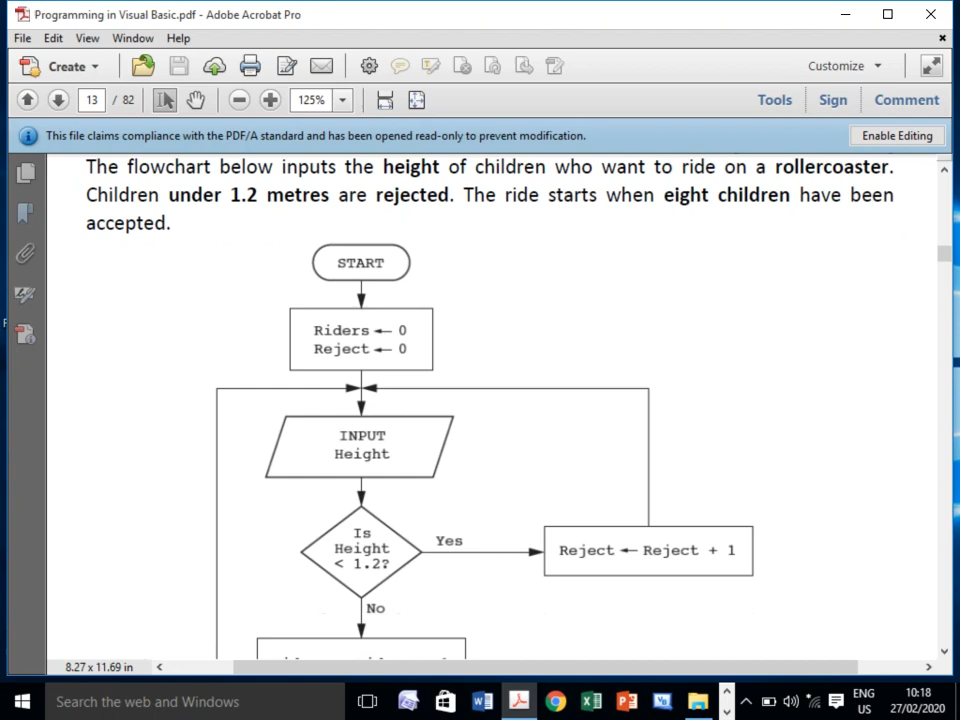 Programming in Visual Basic.pdf - Adobe Acrobat Pro
File Edit View Window Help
Create
Customize
13 / 82
125%
Tools Sign Comment
This file claims compliance with the PDF/A standard and has been opened read-only to prevent modification.
Enable Editing
The flowchart below inputs the height of children who want to ride on a rollercoaster.
Children under 1.2 metres are rejected. The ride starts when eight children have been
accepted.
START
Riders ← 0
Reject ← 0
INPUT
Height
Is
Height
< 1.2?
Yes
Reject ← Reject + 1
No
8.27 x 11.69 in
Search the web and Windows
ENG
US
10:18
27/02/2020